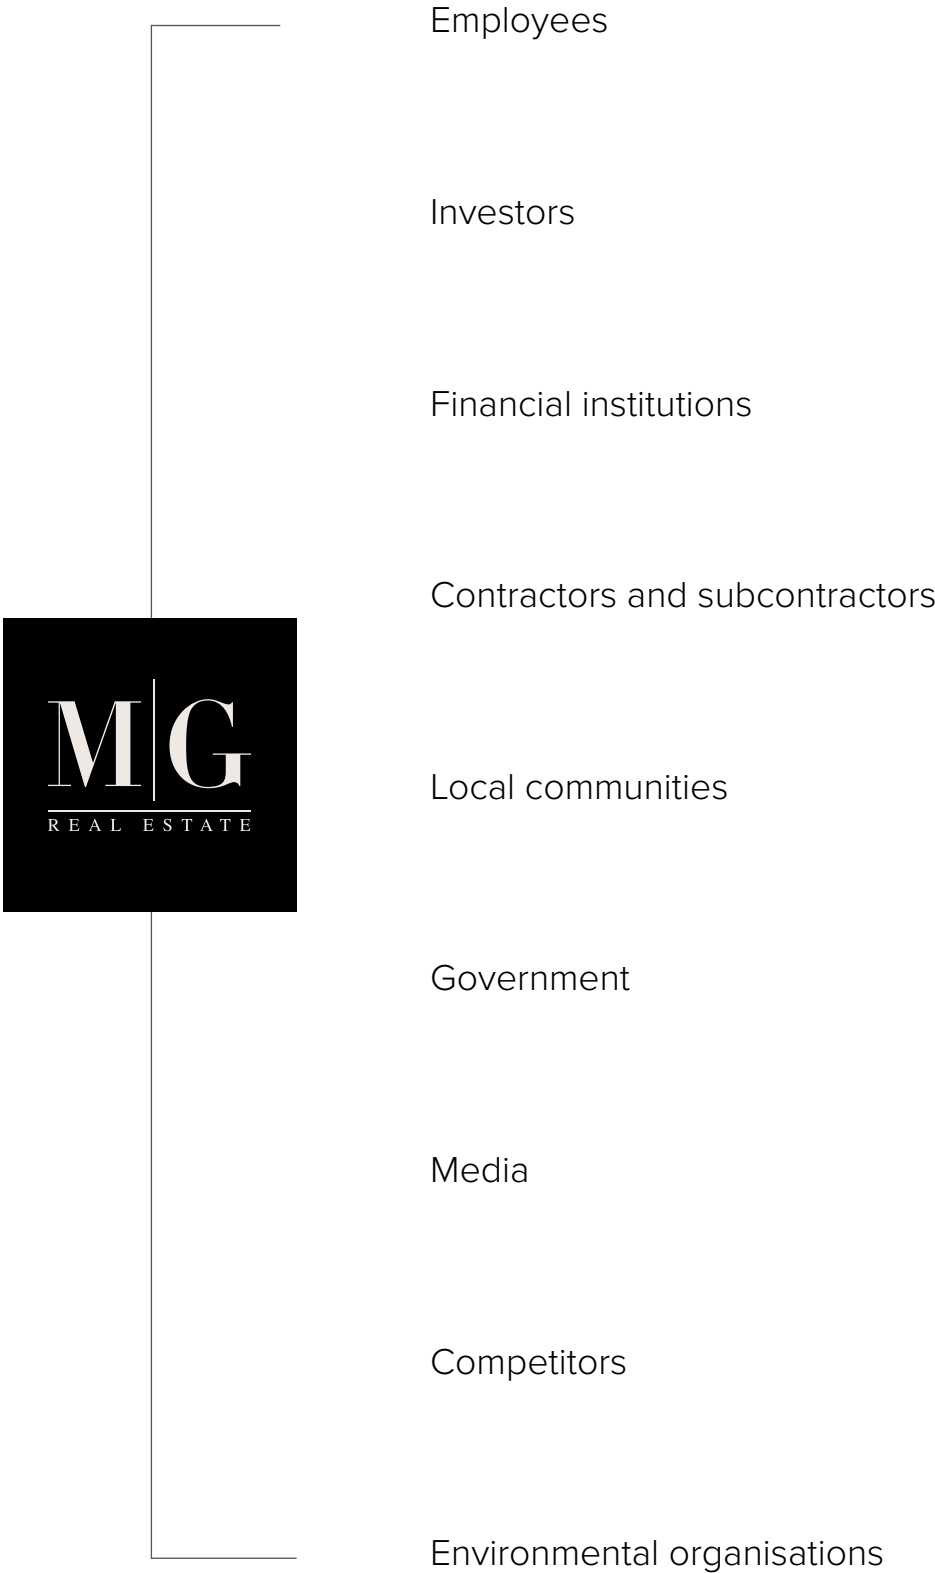 Employees
Investors
Financial institutions
Contractors and subcontractors
M|G
REAL ESTATE
Local communities
Government
Media
Competitors
Environmental organisations